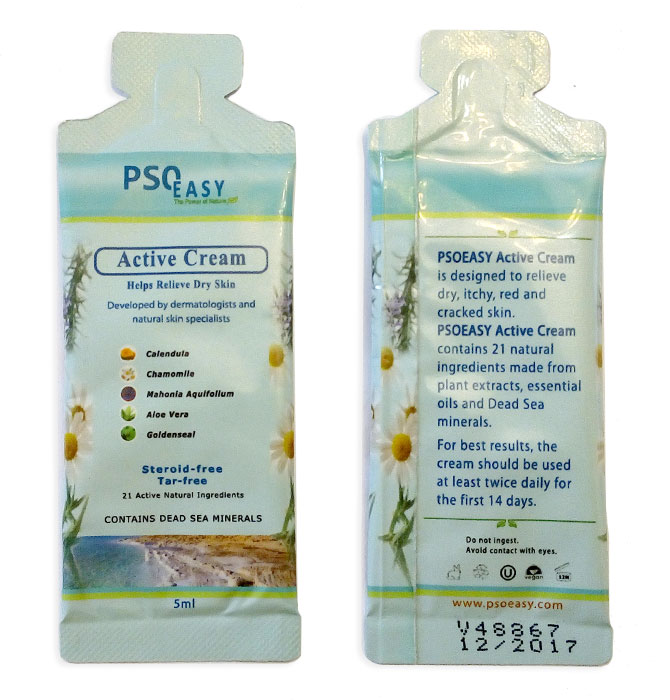 PSOEASY
The Power of Nature
Active Cream
Helps Relieve Dry Skin
Developed by dermatologists and
natural skin specialists
Calendula
Chamomile
Mahonia Aquifolium
Aloe Vera
Goldenseal
Steroid-free
Tar-free
21 Active Natural Ingredients
CONTAINS DEAD SEA MINERALS
5ml
PSOEASY Active Cream
is designed to relieve
dry, itchy, red and
cracked skin.
PSOEASY Active Cream
contains 21 natural
ingredients made from
plant extracts, essential
oils and Dead Sea
minerals.
For best results, the
cream should be used
at least twice daily for
the first 14 days.
Do not ingest.
Avoid contact with eyes.
U vegan 12M
www.psoeasy.com
V48867
12/2017